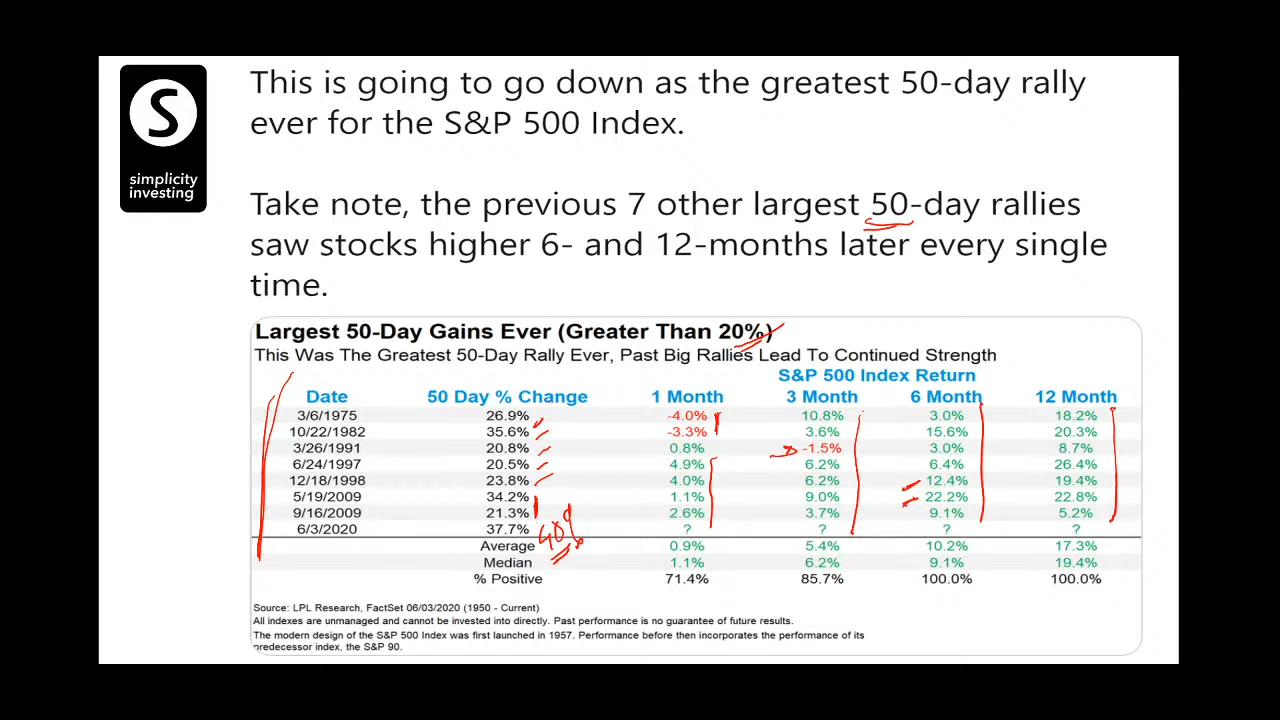 S
simplicity
investing
This is going to go down as the greatest 50-day rally
ever for the S&P 500 Index.
Take note, the previous 7 other largest 50-day rallies
saw stocks higher 6- and 12-months later every single
time.
Largest 50-Day Gains Ever (Greater Than 20%)
This Was The Greatest 50-Day Rally Ever, Past Big Rallies Lead To Continued Strength
S&P 500 Index Return
Date 50 Day % Change 1 Month 3 Month 6 Month 12 Month
3/6/1975 26.9% -4.0% 10.8% 3.0% 18.2%
10/22/1982 35.6% -3.3% 3.6% 15.6% 20.3%
3/26/1991 20.8% 0.8% -1.5% 3.0% 8.7%
6/24/1997 20.5% 4.9% 6.2% 6.4% 26.4%
12/18/1998 23.8% 4.0% 6.2% 12.4% 19.4%
5/19/2009 34.2% 1.1% 9.0% 22.2% 22.8%
9/16/2009 21.3% 2.6% 3.7% 9.1% 5.2%
6/3/2020 37.7% ? ? ? ?
40%
Average 0.9% 5.4% 10.2% 17.3%
Median 1.1% 6.2% 9.1% 19.4%
% Positive 71.4% 85.7% 100.0% 100.0%
Source: LPL Research, FactSet 06/03/2020 (1950 - Current)
All indexes are unmanaged and cannot be invested into directly. Past performance is no guarantee of future results.
The modern design of the S&P 500 Index was first launched in 1957. Performance before then incorporates the performance of its
predecessor index, the S&P 90.